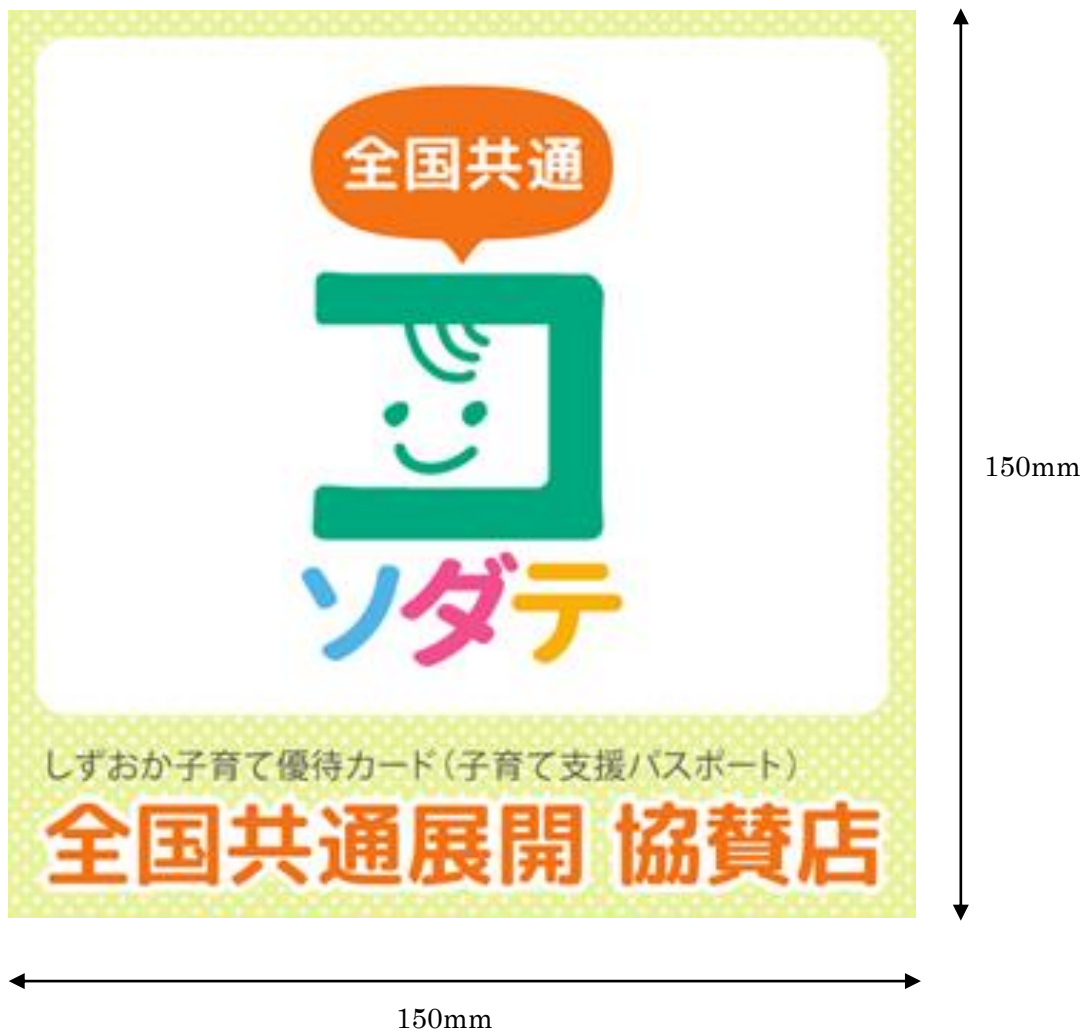 全国共通
コ
ソダテ
しずおか子育て優待カード(子育て支援パスポート)
全国共通展開 協賛店
150mm
150mm